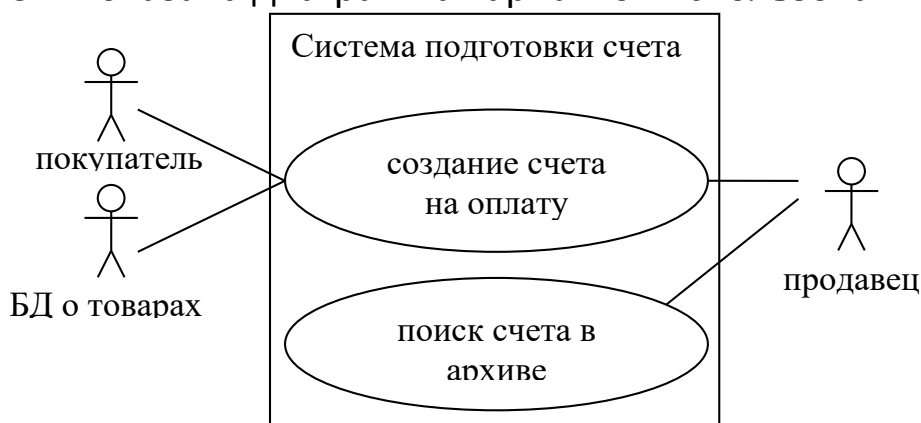 Система подготовки счета
покупатель
создание счета
на оплату
БД о товарах
продавец
поиск счета в
архиве